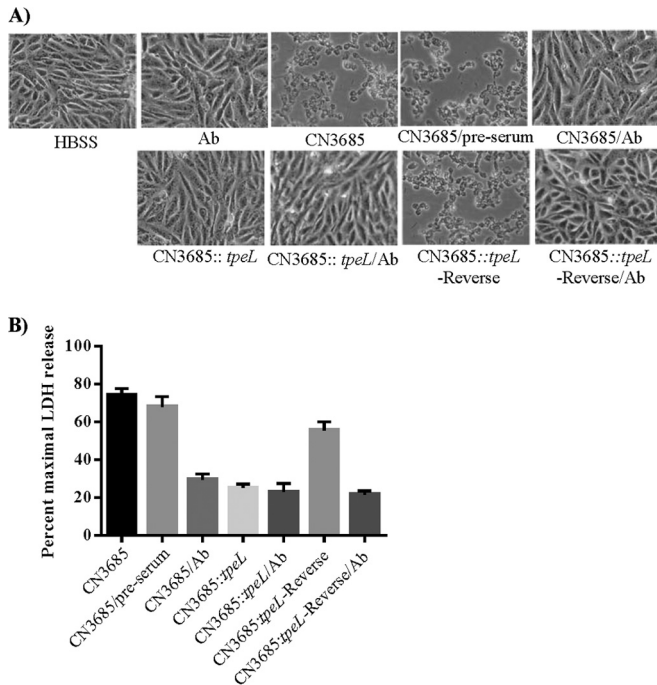 A)
HBSS
Ab
CN3685
CN3685/pre-serum
CN3685/Ab
CN3685:: tpeL
CN3685:: tpeL/Ab
CN3685::tpeL
-Reverse
CN3685::tpeL
-Reverse/Ab
B)
Percent maximal LDH release
100
80
60
40
20
0
CN3685
CN3685/pre-serum
CN3685/Ab
CN3685::tpeL
CN3685::tpeL/Ab
CN3685:tpeL-Reverse
CN3685:tpeL-Reverse/Ab